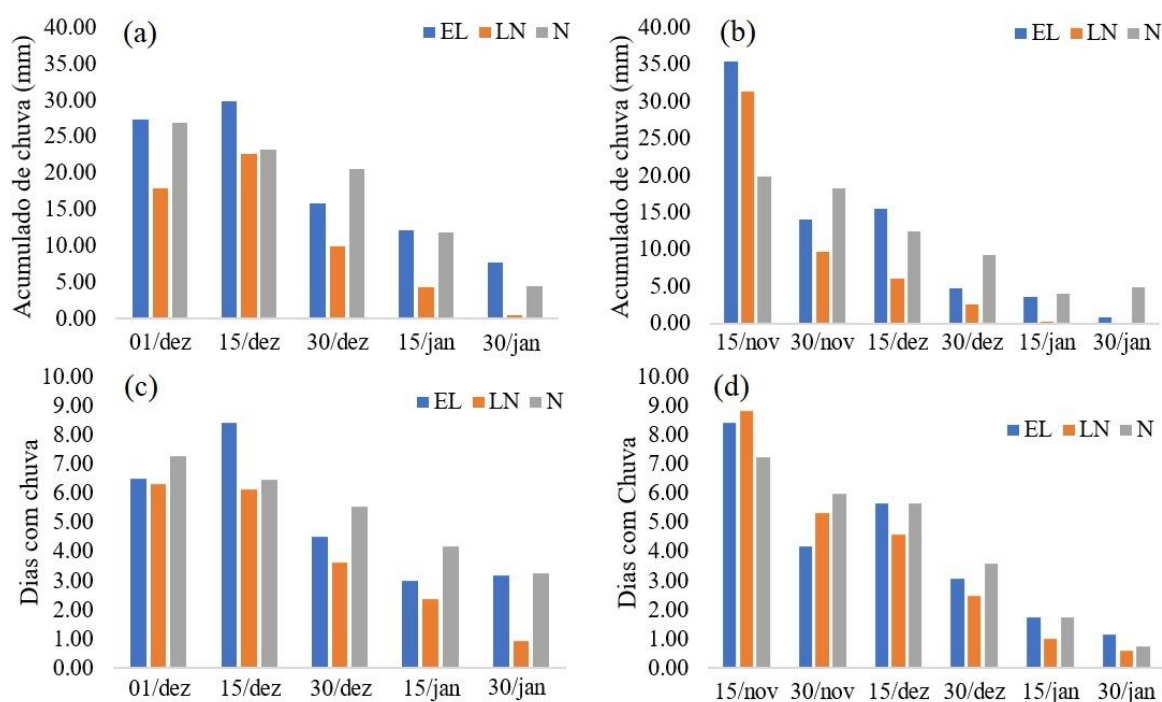 (a)
EL LN N
Acumulado de chuva (mm)
40.00
35.00
30.00
25.00
20.00
15.00
10.00
5.00
0.00
01/dez 15/dez 30/dez 15/jan 30/jan
(b)
EL LN N
Acumulado de chuva (mm)
40.00
35.00
30.00
25.00
20.00
15.00
10.00
5.00
0.00
15/nov 30/nov 15/dez 30/dez 15/jan 30/jan
(c)
EL LN N
Dias com chuva
10.00
9.00
8.00
7.00
6.00
5.00
4.00
3.00
2.00
1.00
0.00
01/dez 15/dez 30/dez 15/jan 30/jan
(d)
EL LN N
Dias com Chuva
10.00
9.00
8.00
7.00
6.00
5.00
4.00
3.00
2.00
1.00
0.00
15/nov 30/nov 15/dez 30/dez 15/jan 30/jan